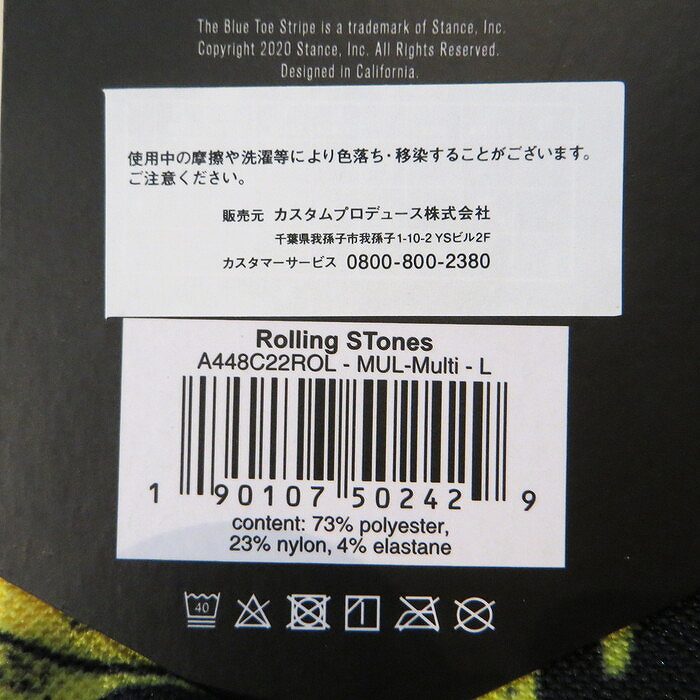 The Blue Toe Stripe is a trademark of Stance, Inc.
Copyright 2020 Stance, Inc. All Rights Reserved.
Designed in California.
使用中の摩擦や洗濯等により色落ち・移染することがございます。
ご注意ください。
販売元 カスタムプロデュース株式会社
千葉県我孫子市我孫子1-10-2 YSビル2F
カスタマーサービス 0800-800-2380
Rolling STones
A448C22ROL - MUL-Multi - L
1 90107 50242 9
content: 73% polyester,
23% nylon, 4% elastane
40